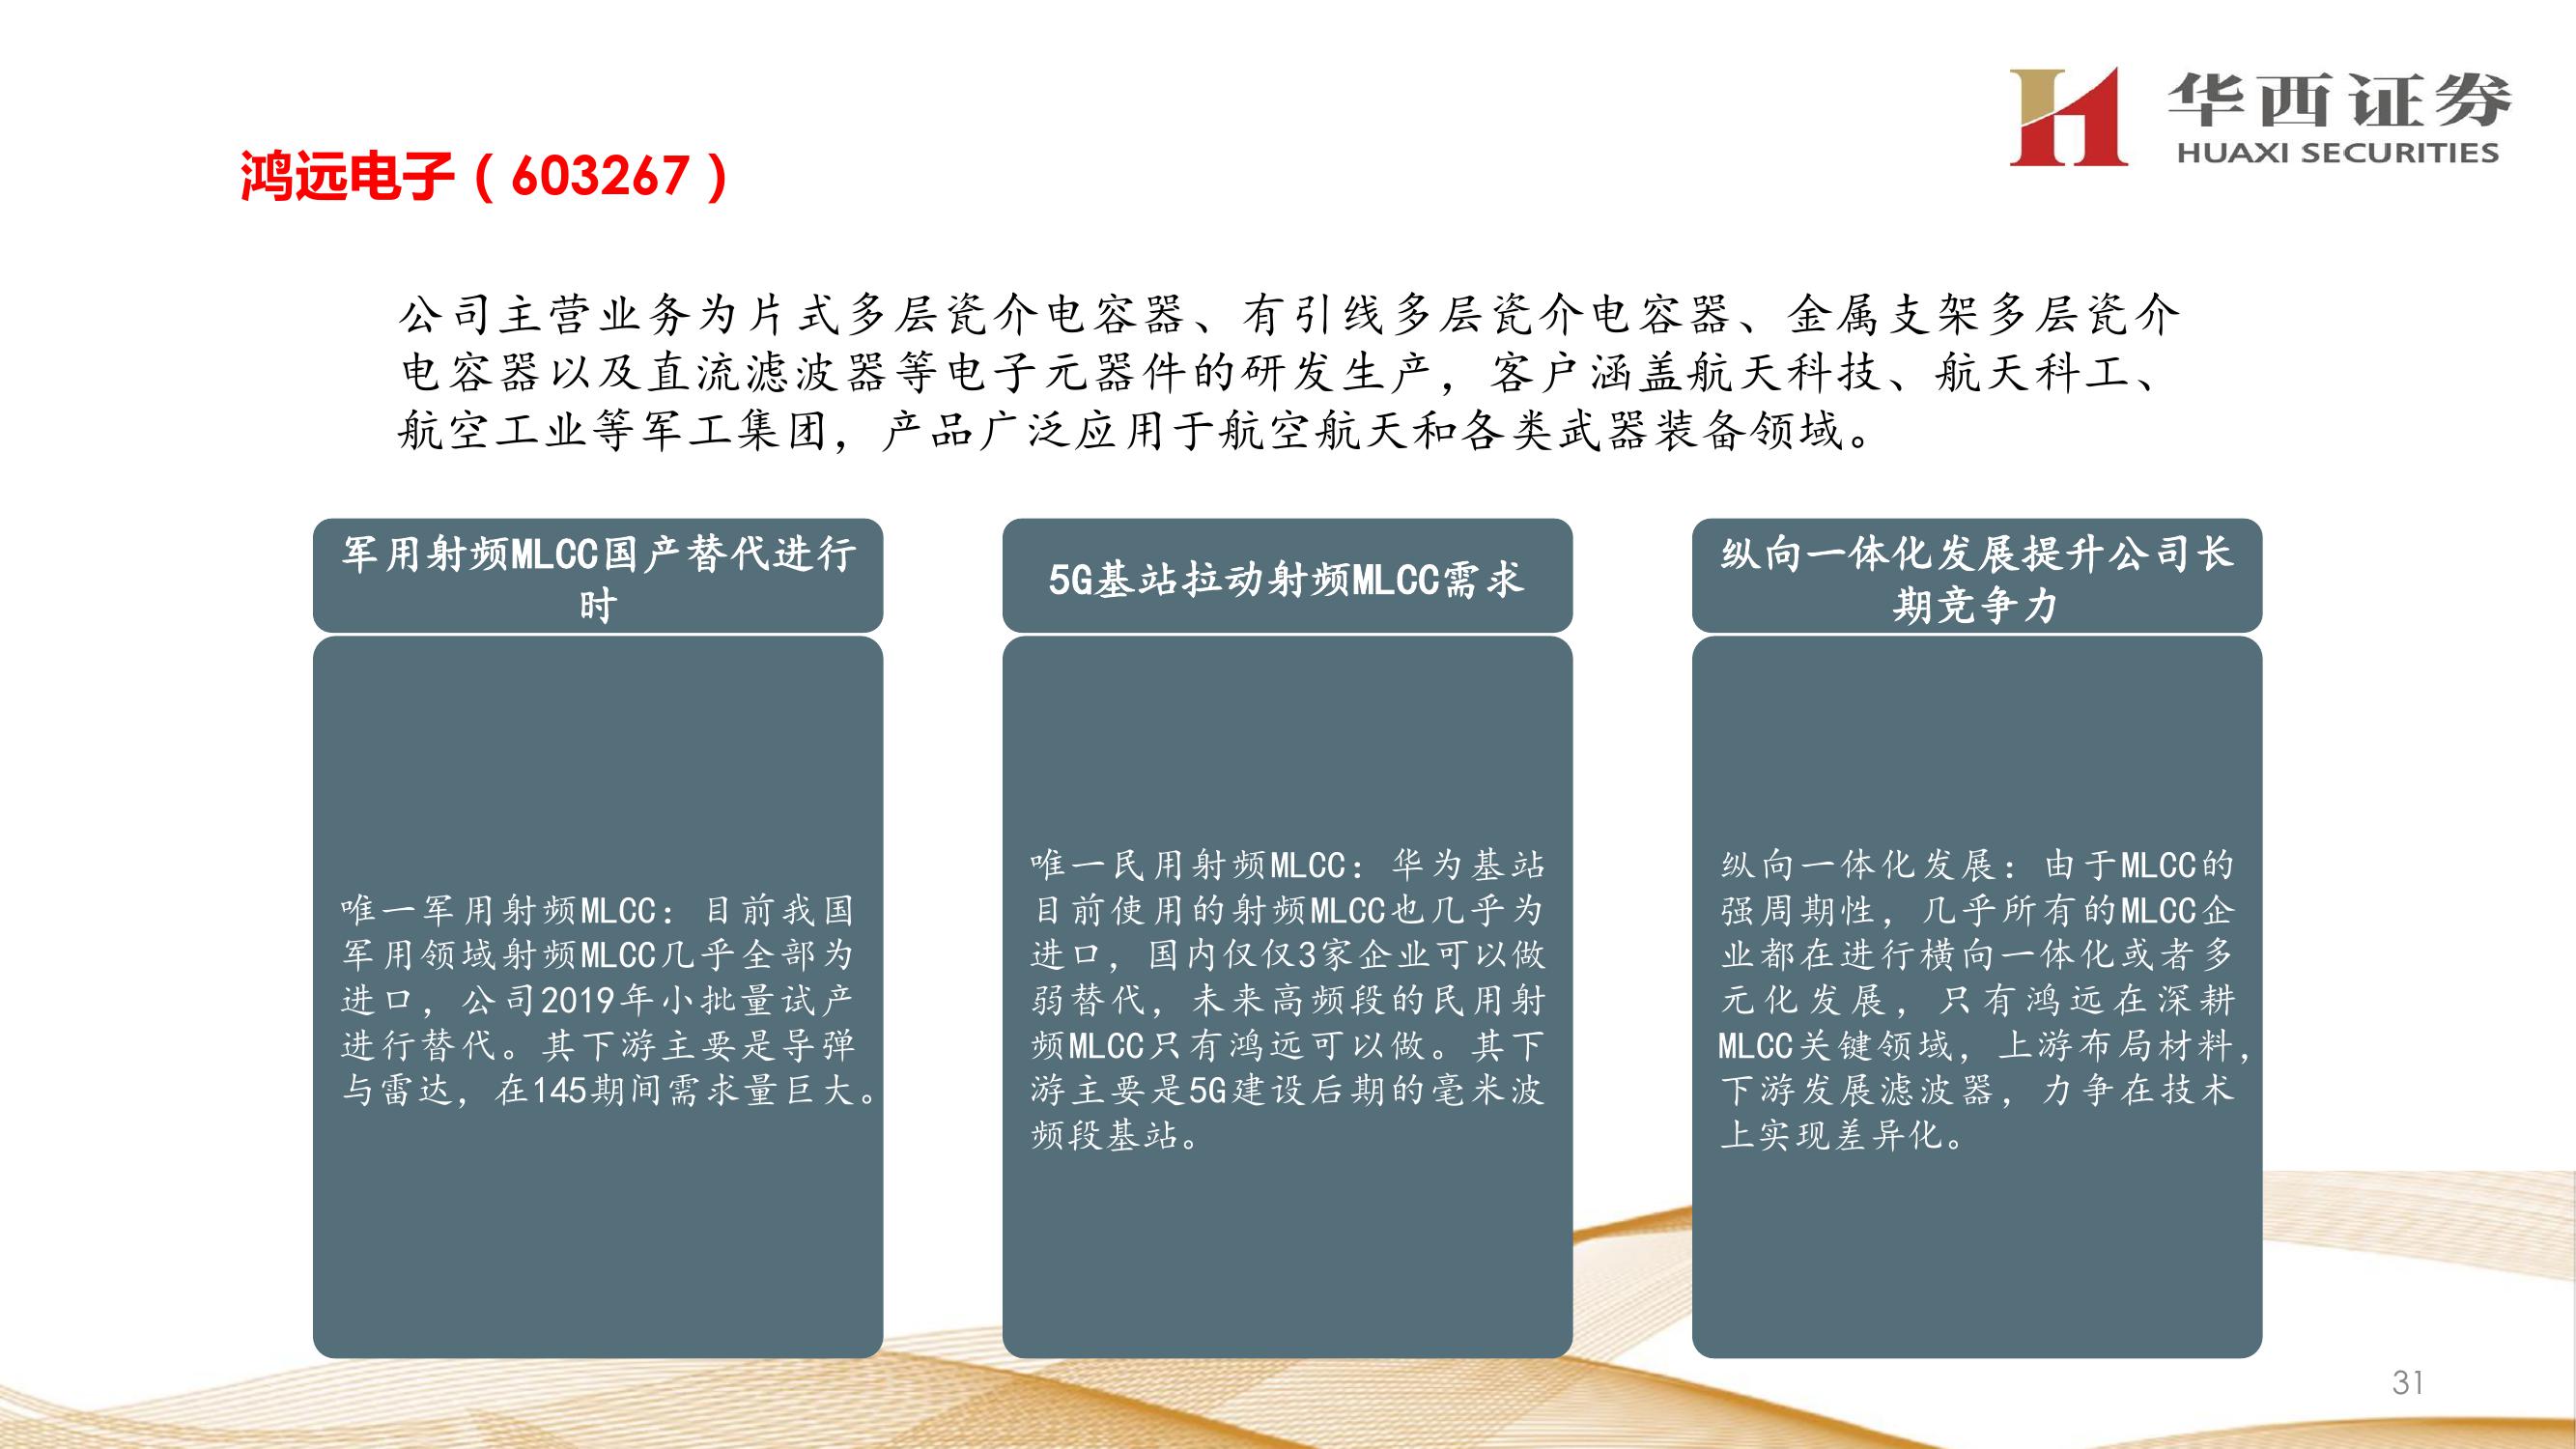 华西证券
HUAXI SECURITIES
鸿远电子（603267）
公司主营业务为片式多层瓷介电容器、有引线多层瓷介电容器、金属支架多层瓷介
电容器以及直流滤波器等电子元器件的研发生产，客户涵盖航天科技、航天科工、
航空工业等军工集团，产品广泛应用于航空航天和各类武器装备领域。
军用射频MLCC国产替代进行
时
唯一军用射频MLCC：目前我国
军用领域射频MLCC几乎全部为
进口，公司2019年小批量试产
进行替代。其下游主要是导弹
与雷达，在145期间需求量巨大。
5G基站拉动射频MLCC需求
唯一民用射频MLCC：华为基站
目前使用的射频MLCC也几乎为
进口，国内仅仅3家企业可以做
弱替代，未来高频段的民用射
频MLCC只有鸿远可以做。其下
游主要是5G建设后期的毫米波
频段基站。
纵向一体化发展提升公司长
期竞争力
纵向一体化发展：由于MLCC的
强周期性，几乎所有的MLCC企
业都在进行横向一体化或者多
元化发展，只有鸿远在深耕
MLCC关键领域，上游布局材料，
下游发展滤波器，力争在技术
上实现差异化。
31